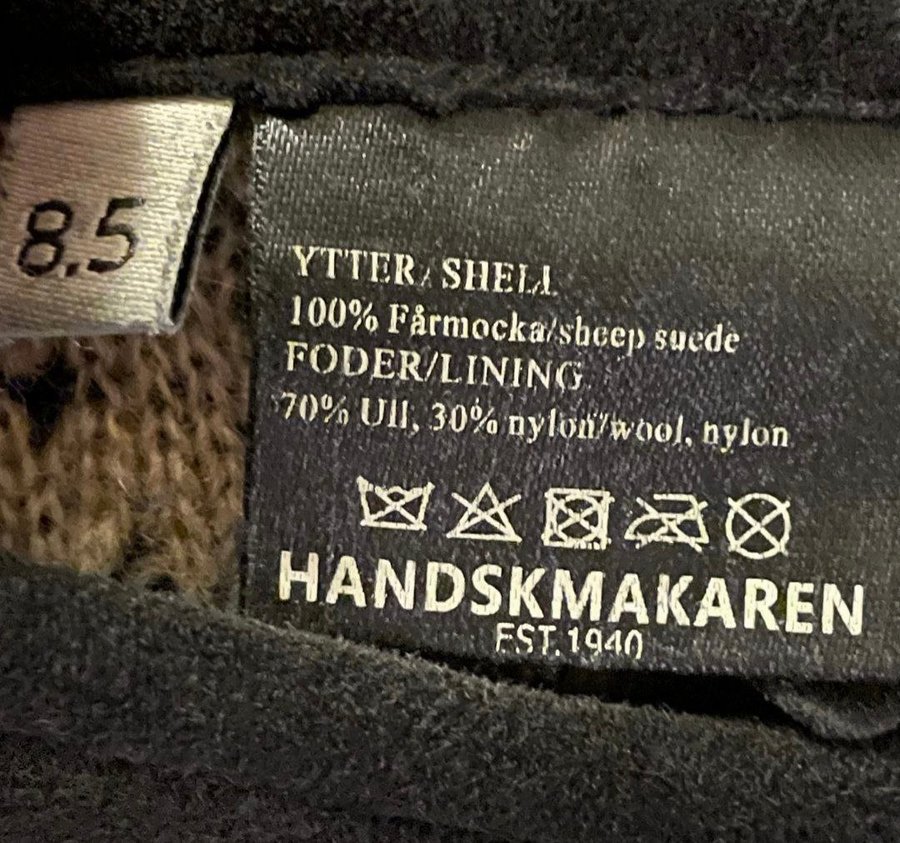 8.5
YTTER/SHELL
100% Fårmocka/sheep suede
FODER/LINING
70% Ull, 30% nylon/wool, nylon
HANDSKMAKAREN
EST.1940